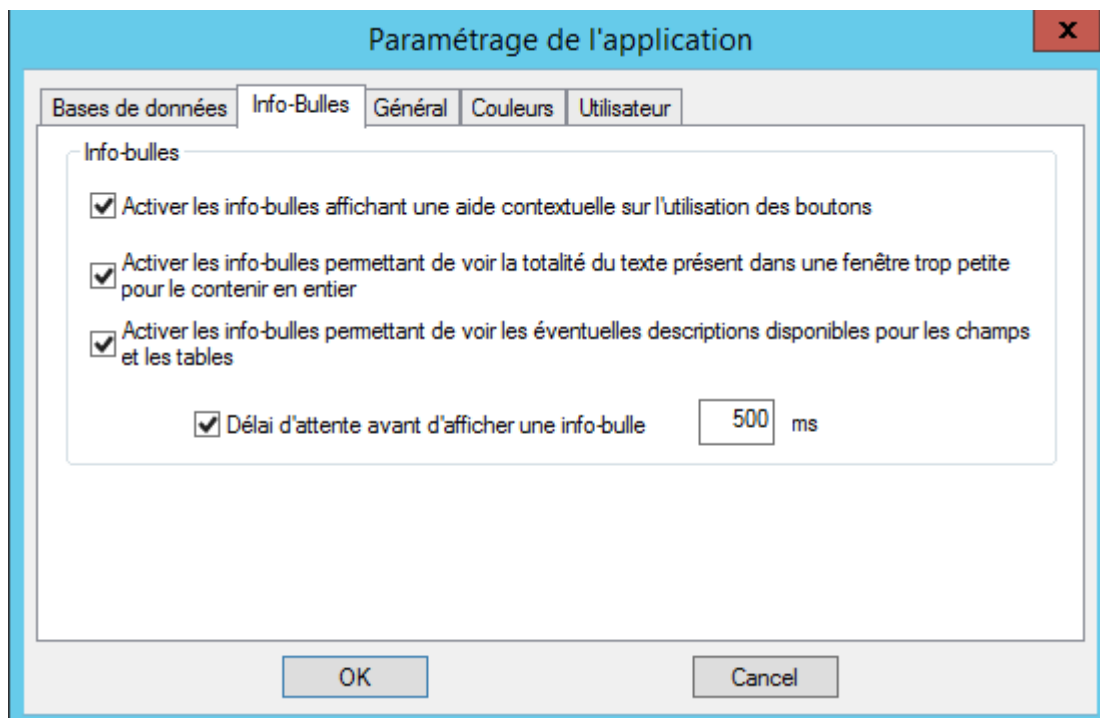 Paramétrage de l'application
x
Bases de données Info-Bulles Général Couleurs Utilisateur
Info-bulles
Activer les info-bulles affichant une aide contextuelle sur l'utilisation des boutons
Activer les info-bulles permettant de voir la totalité du texte présent dans une fenêtre trop petite
pour le contenir en entier
Activer les info-bulles permettant de voir les éventuelles descriptions disponibles pour les champs
et les tables
Délai d'attente avant d'afficher une info-bulle 500 ms
OK Cancel